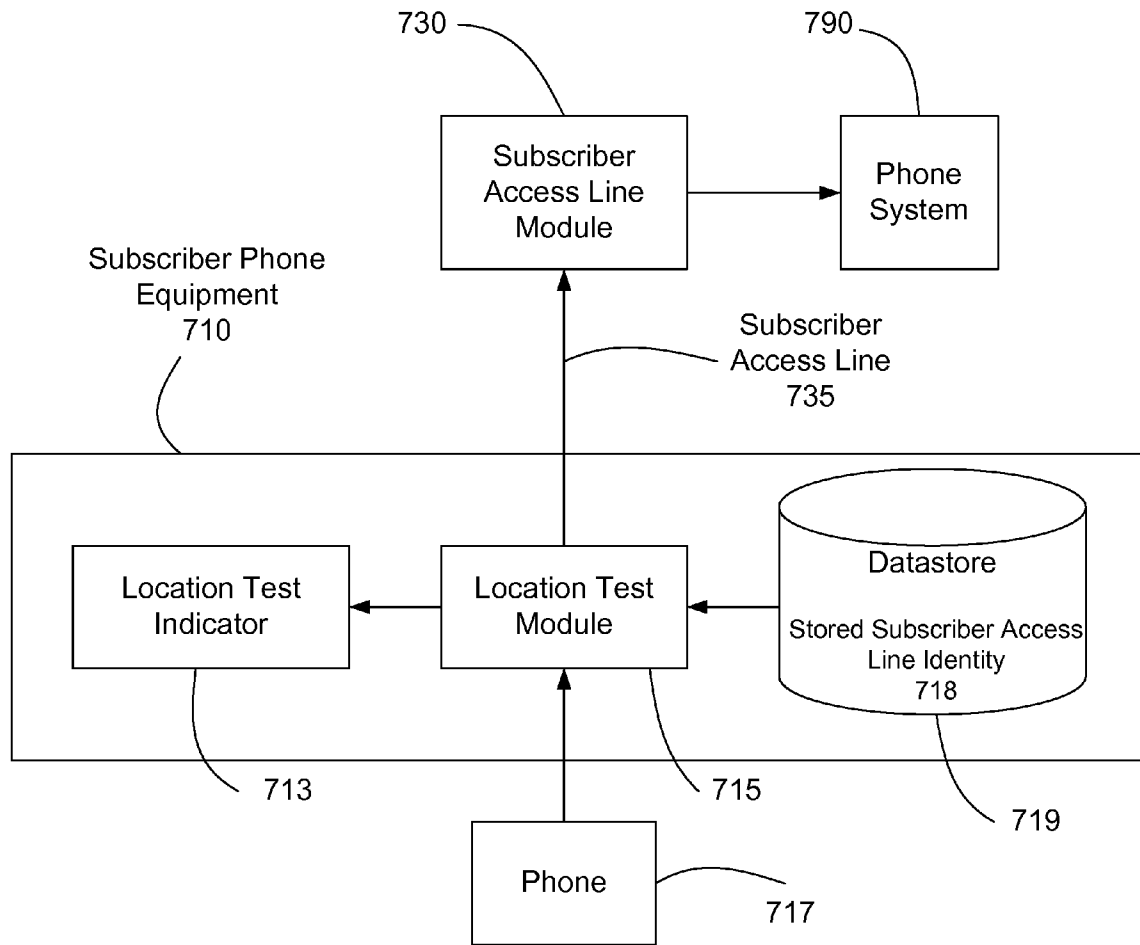 730
790
Subscriber
Access Line
Module
Phone
System
Subscriber Phone
Equipment
710
Subscriber
Access Line
735
Location Test
Indicator
Location Test
Module
Datastore
Stored Subscriber Access
Line Identity
718
713
715
719
Phone
717